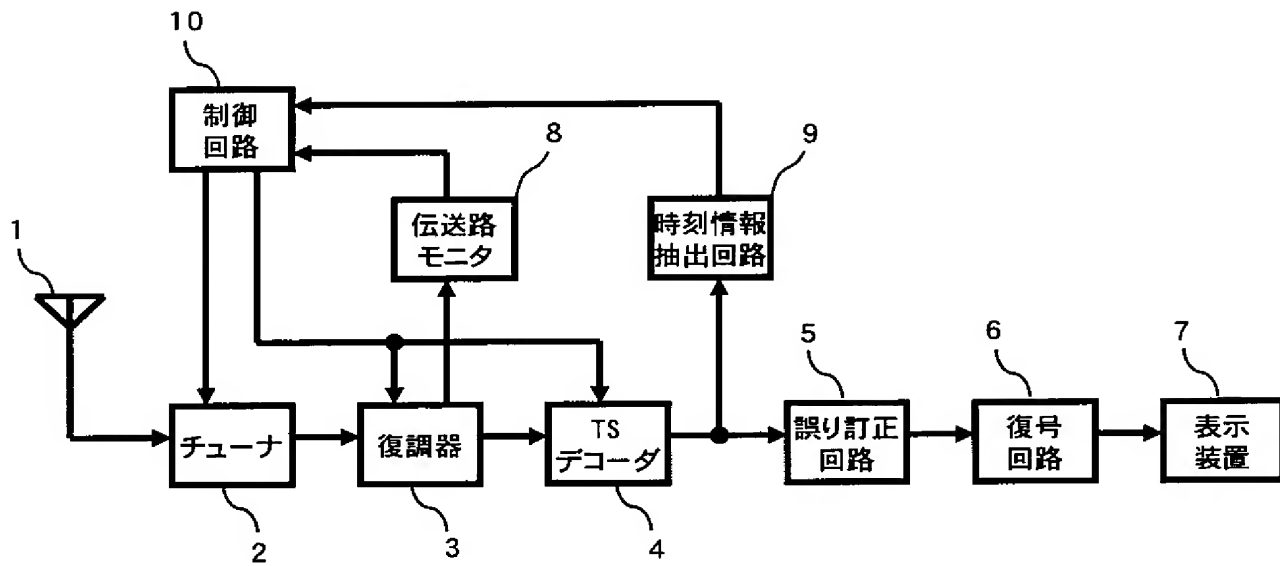 10
制御
回路
8
伝送路
モニタ
9
時刻情報
抽出回路
1
チューナ
2
復調器
3
TS
デコーダ
4
5
誤り訂正
回路
6
復号
回路
7
表示
装置